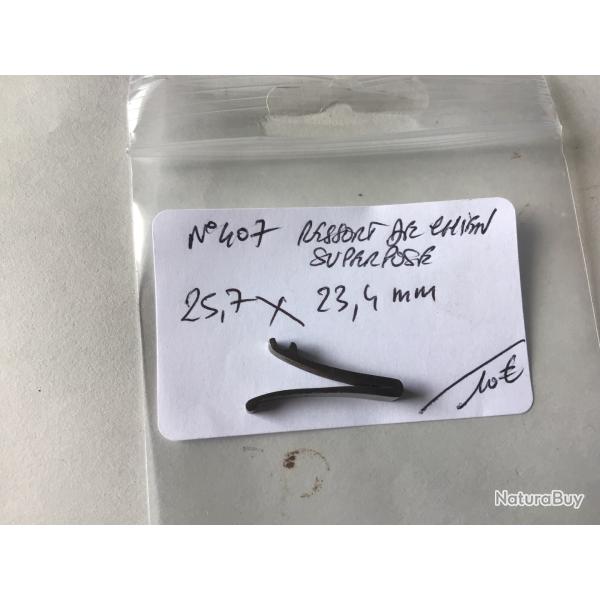 N° 407 RESSORT DE CHIEN
SUPERPOSE
25,7 X 23,4 mm
10€
NaturaBuy